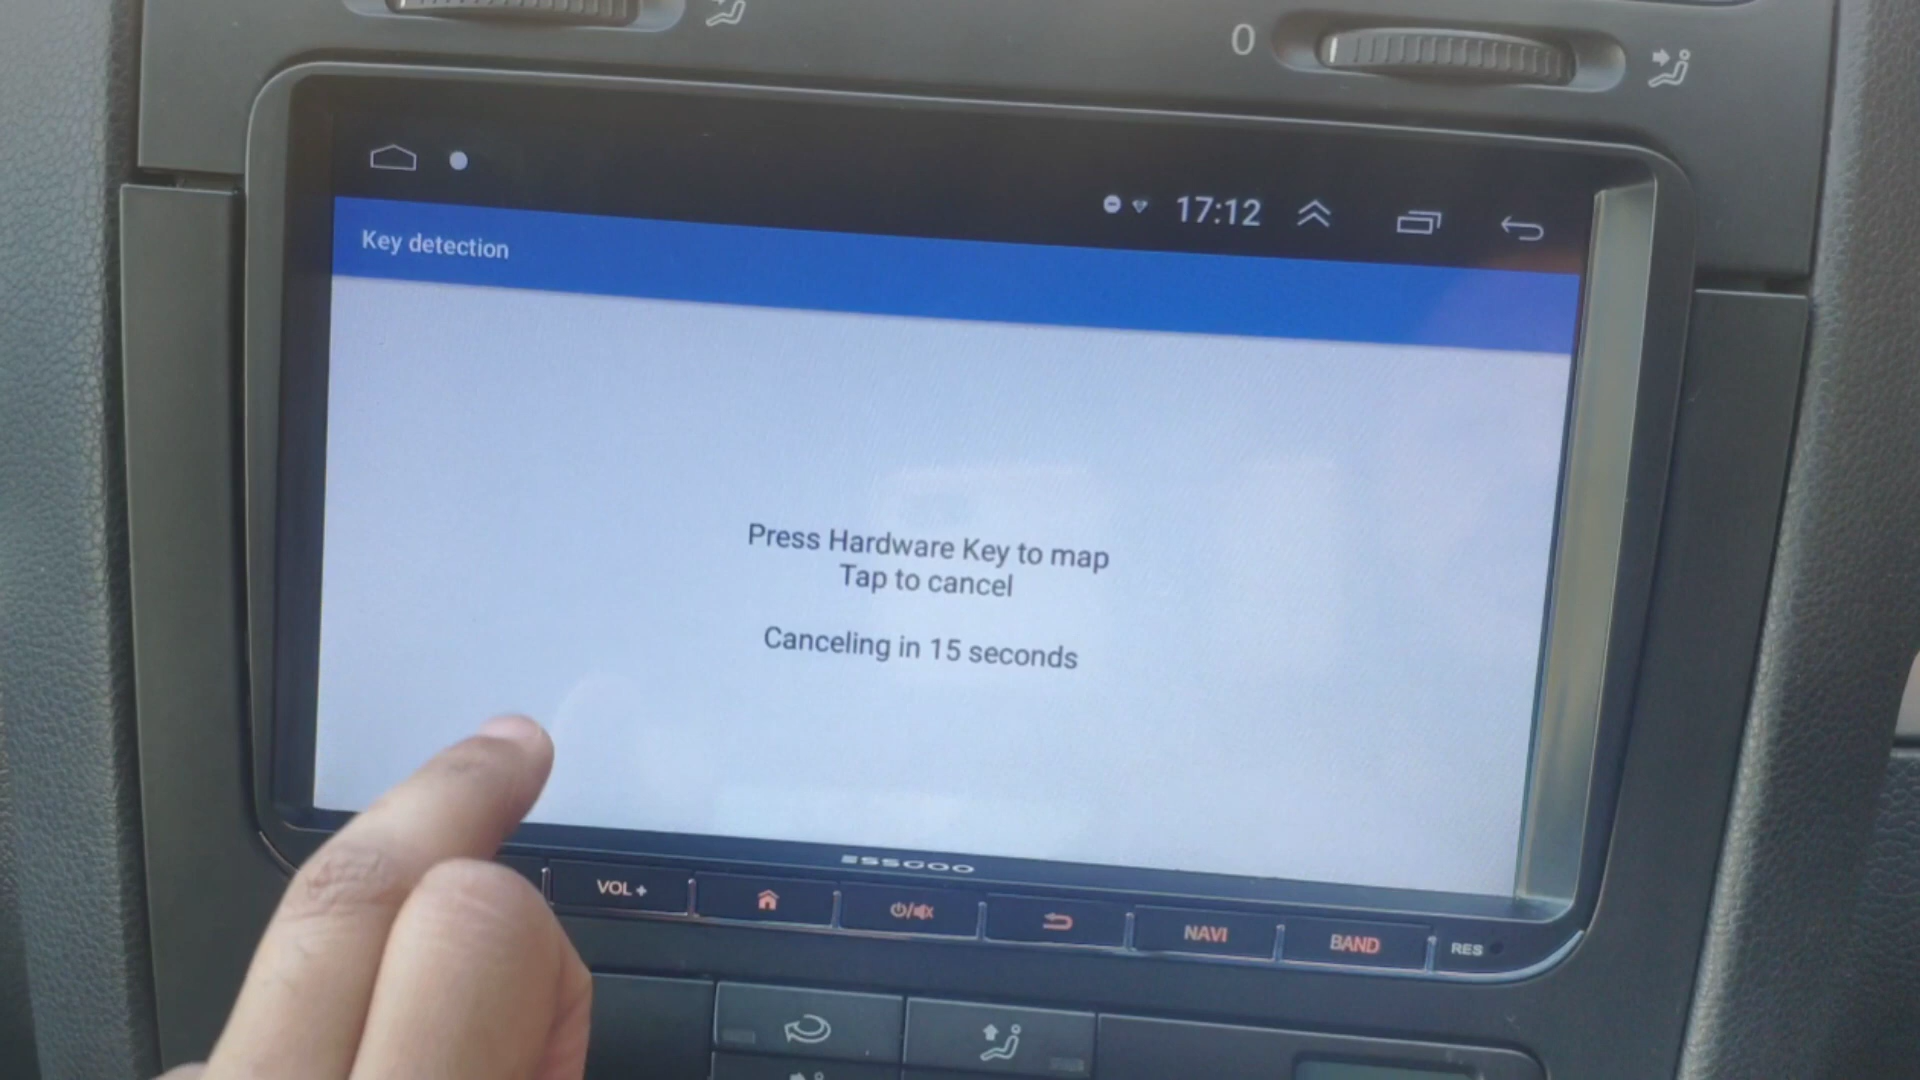 0
17:12
Key detection
Press Hardware Key to map
Tap to cancel
Canceling in 15 seconds
ESSGOO
VOL +
NAVI
BAND
RES